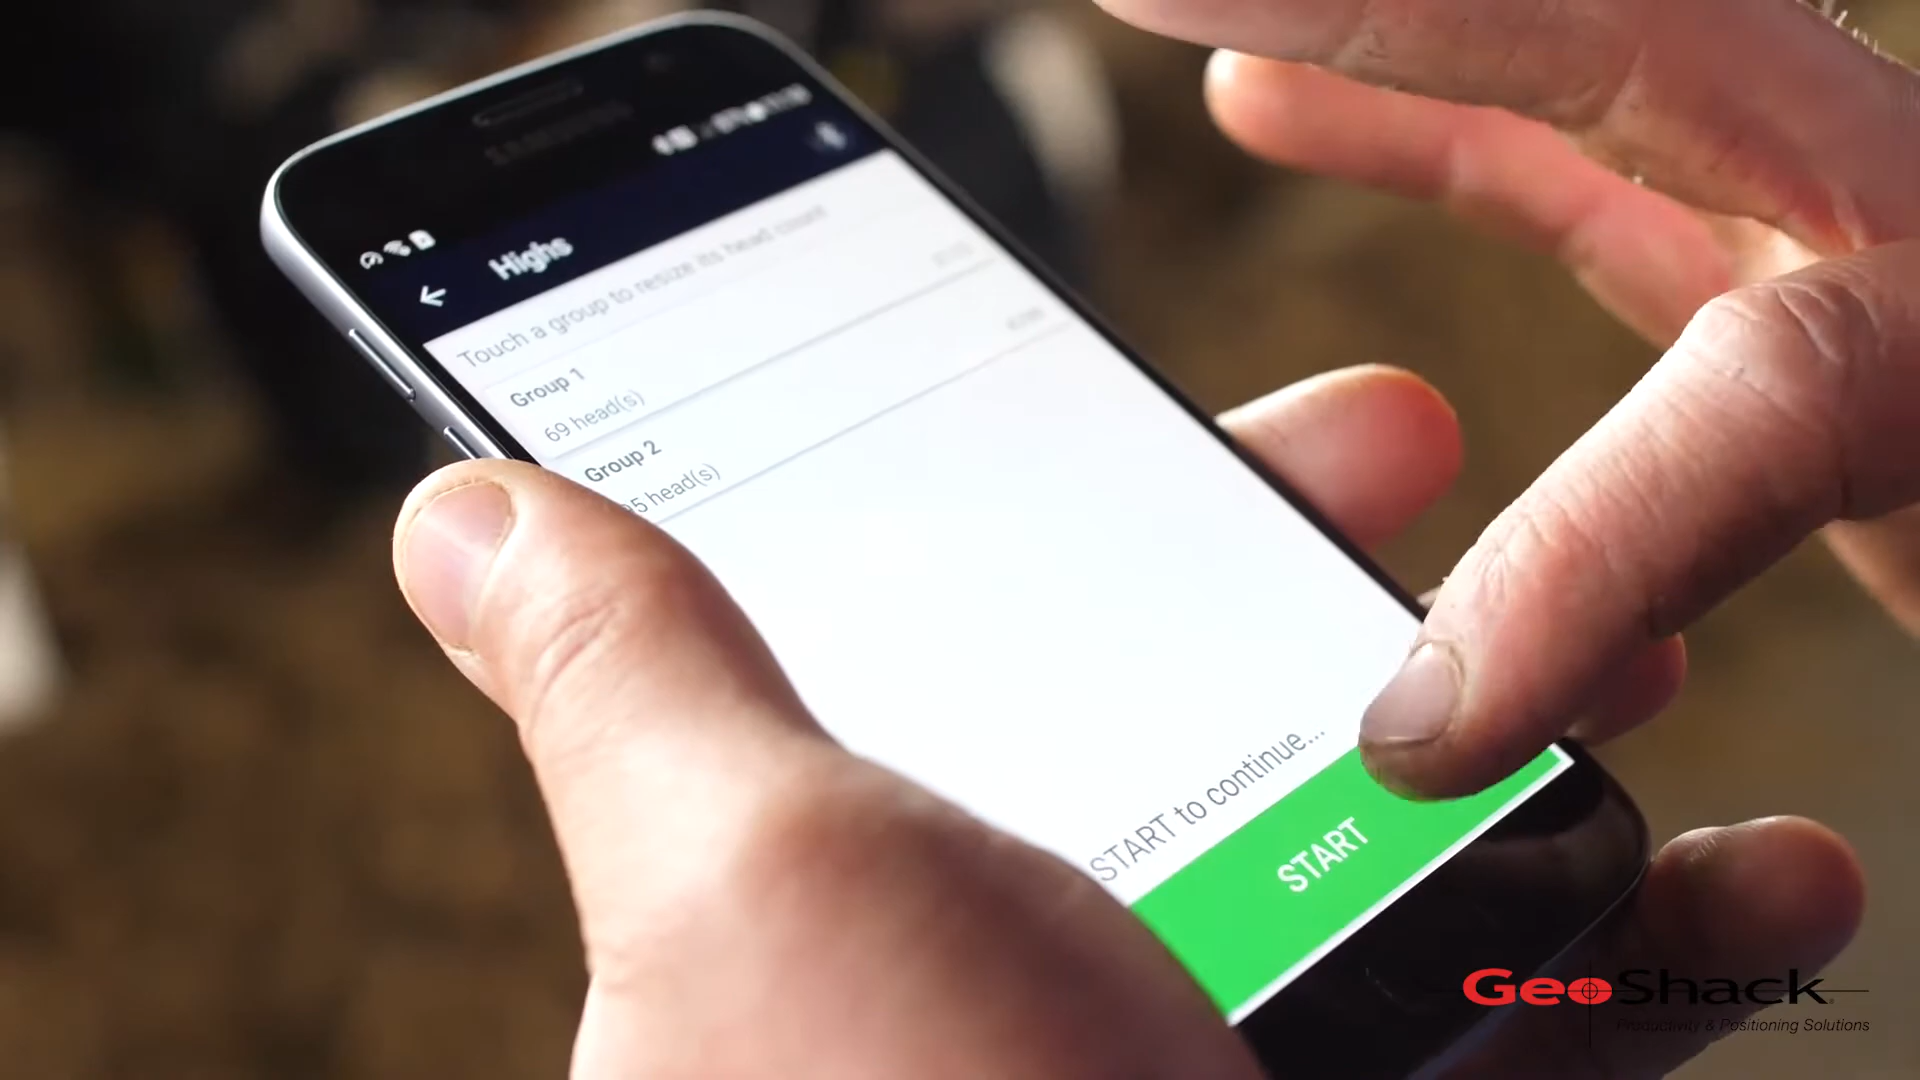 SAMSUNG
Highs
Touch a group to resize its head count
Group 1
69 head(s)
Group 2
5 head(s)
START to continue...
START
GeoShack
Productivity & Positioning Solutions